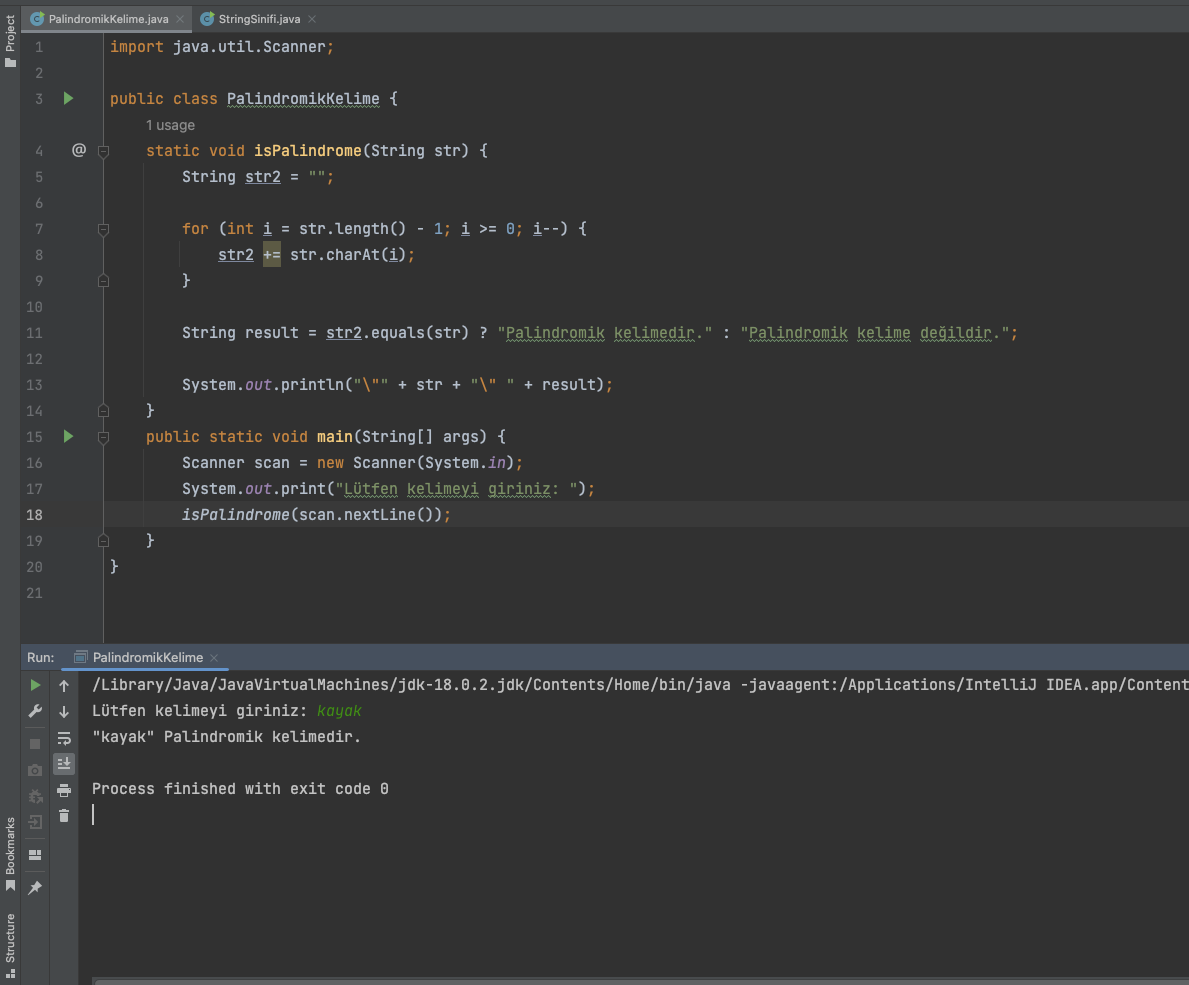 Project
PalindromikKelime.java
StringSinifi.java
1 import java.util.Scanner;
2
3 public class PalindromikKelime {
1 usage
4 @ static void isPalindrome(String str) {
5 String str2 = "";
6
7 for (int i = str.length() - 1; i >= 0; i--) {
8 str2 += str.charAt(i);
9 }
10
11 String result = str2.equals(str) ? "Palindromik kelimedir." : "Palindromik kelime değildir.";
12
13 System.out.println("\"" + str + "\" " + result);
14 }
15 public static void main(String[] args) {
16 Scanner scan = new Scanner(System.in);
17 System.out.print("Lütfen kelimeyi giriniz: ");
18 isPalindrome(scan.nextLine());
19 }
20 }
21
Run: PalindromikKelime
/Library/Java/JavaVirtualMachines/jdk-18.0.2.jdk/Contents/Home/bin/java -javaagent:/Applications/IntelliJ IDEA.app/Content
Lütfen kelimeyi giriniz: kayak
"kayak" Palindromik kelimedir.
Process finished with exit code 0
Bookmarks
Structure